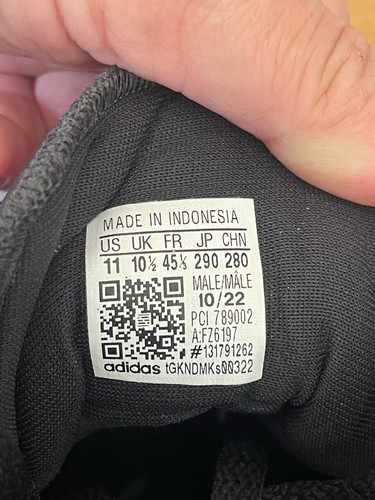 MADE IN INDONESIA
US UK FR JP CHN
11 10½ 45⅓ 290 280
MALE/MÂLE
10/22
PCI 789002
A:FZ6197
#131791262
adidas tGKNDMKs00322